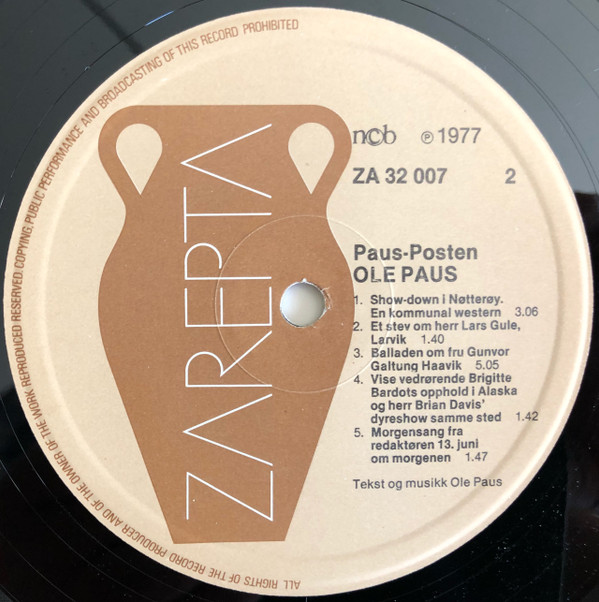 ALL RIGHTS OF THE RECORD PRODUCER AND OF THE OWNER OF THE WORK REPRODUCED RESERVED. COPYING, PUBLIC PERFORMANCE AND BROADCASTING OF THIS RECORD PROHIBITED
ZAREPTA
ncb ℗ 1977
ZA 32 007 2
Paus-Posten
OLE PAUS
1. Show-down i Nøtterøy.
En kommunal western 3.06
2. Et stev om herr Lars Gule,
Larvik 1.40
3. Balladen om fru Gunvor
Galtung Haavik 5.05
4. Vise vedrørende Brigitte
Bardots opphold i Alaska
og herr Brian Davis'
dyreshow samme sted 1.42
5. Morgensang fra
redaktøren 13. juni
om morgenen 1.47
Tekst og musikk Ole Paus